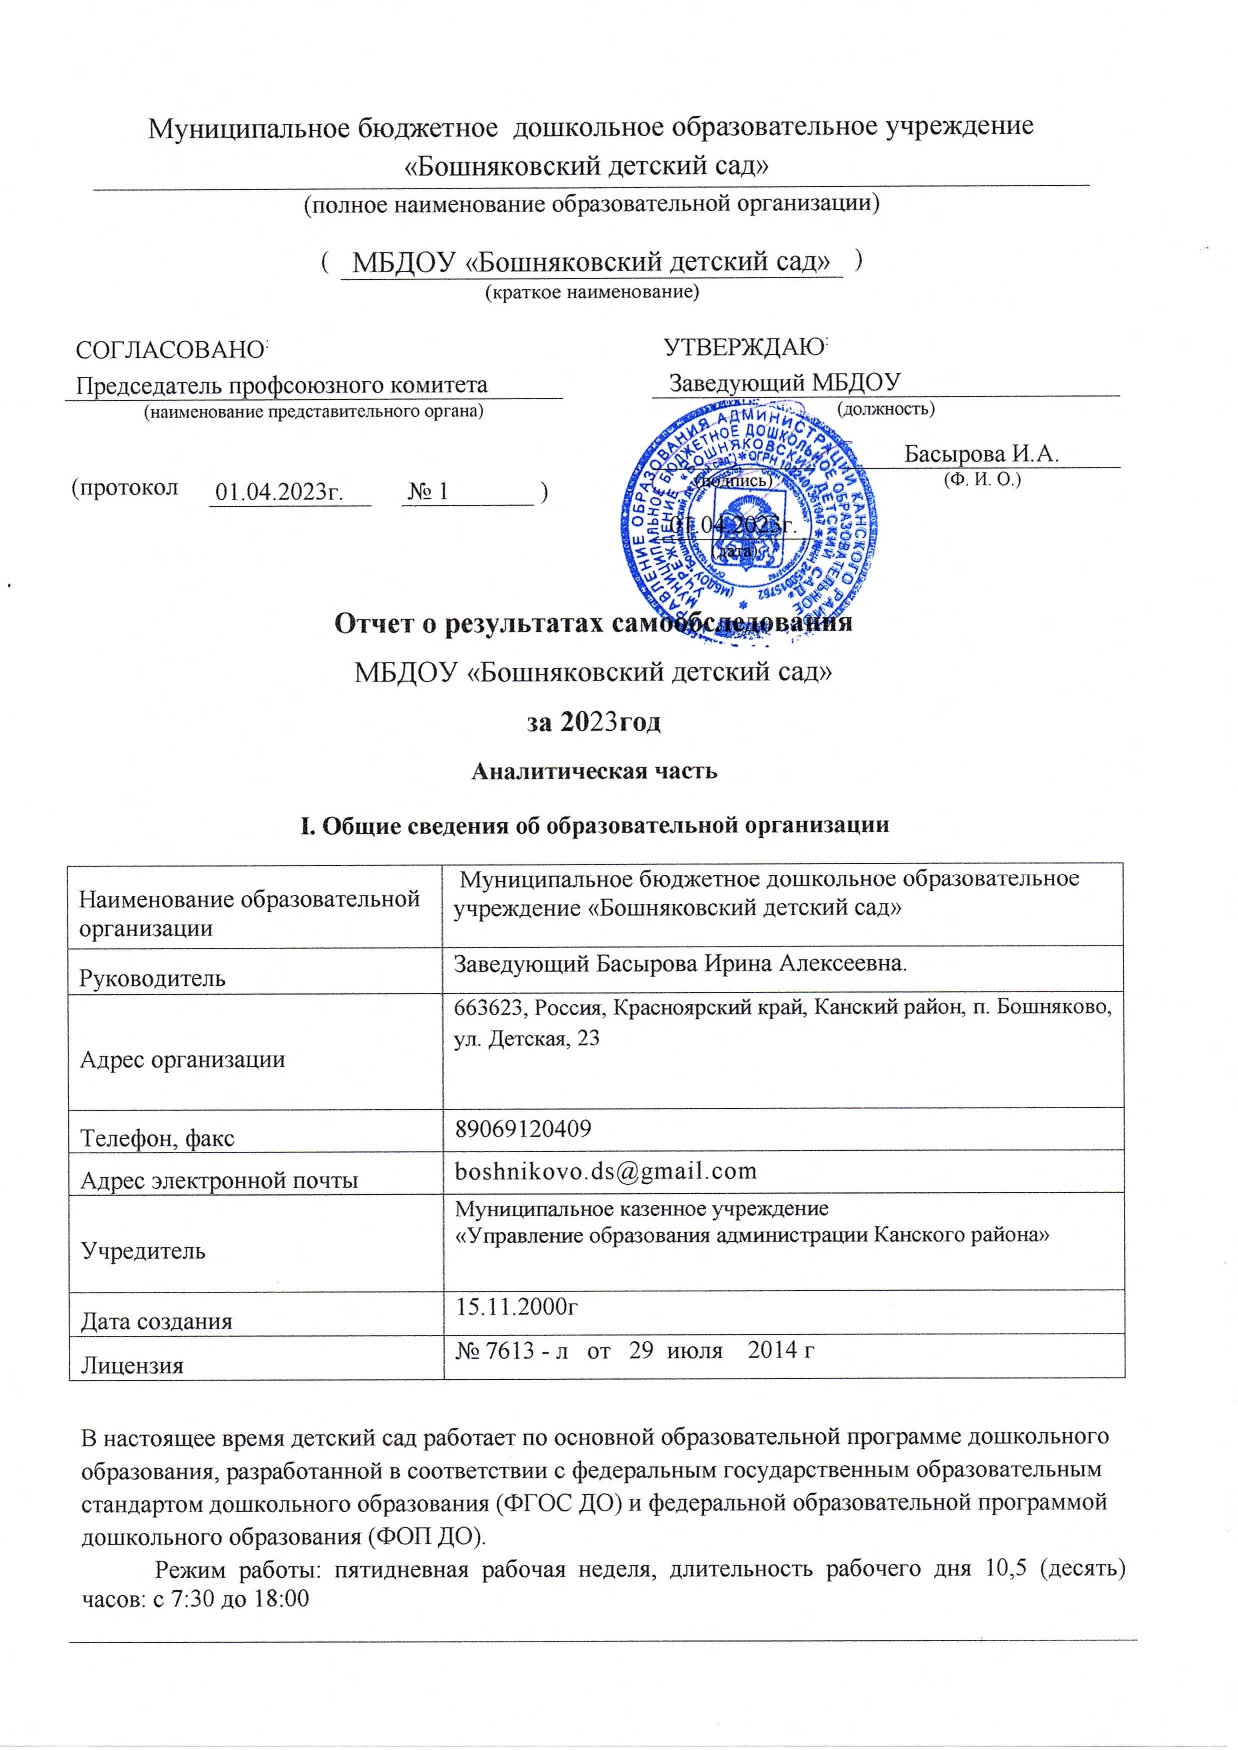 Муниципальное бюджетное дошкольное образовательное учреждение
«Бошняковский детский сад»
(полное наименование образовательной организации)
( МБДОУ «Бошняковский детский сад» )
(краткое наименование)
СОГЛАСОВАНО:
Председатель профсоюзного комитета
(наименование представительного органа)
(протокол 01.04.2023г. № 1 )
УТВЕРЖДАЮ:
Заведующий МБДОУ
(должность)
Басырова И.А.
(подпись) (Ф. И. О.)
01.04.2023г.
(дата)
Отчет о результатах самообследования
МБДОУ «Бошняковский детский сад»
за 2023год
Аналитическая часть
I. Общие сведения об образовательной организации
Наименование образовательной
организации
Муниципальное бюджетное дошкольное образовательное
учреждение «Бошняковский детский сад»
Руководитель
Заведующий Басырова Ирина Алексеевна.
Адрес организации
663623, Россия, Красноярский край, Канский район, п. Бошняково,
ул. Детская, 23
Телефон, факс
89069120409
Адрес электронной почты
boshnikovo.ds@gmail.com
Учредитель
Муниципальное казенное учреждение
«Управление образования администрации Канского района»
Дата создания
15.11.2000г
Лицензия
№ 7613 - л от 29 июля 2014 г
В настоящее время детский сад работает по основной образовательной программе дошкольного
образования, разработанной в соответствии с федеральным государственным образовательным
стандартом дошкольного образования (ФГОС ДО) и федеральной образовательной программой
дошкольного образования (ФОП ДО).
Режим работы: пятидневная рабочая неделя, длительность рабочего дня 10,5 (десять)
часов: с 7:30 до 18:00